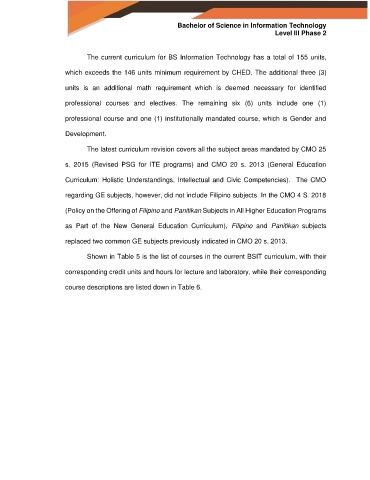 Bachelor of Science in Information Technology
Level III Phase 2
The current curriculum for BS Information Technology has a total of 155 units,
which exceeds the 146 units minimum requirement by CHED. The additional three (3)
units is an additional math requirement which is deemed necessary for identified
professional courses and electives. The remaining six (6) units include one (1)
professional course and one (1) institutionally mandated course, which is Gender and
Development.
The latest curriculum revision covers all the subject areas mandated by CMO 25
s. 2015 (Revised PSG for ITE programs) and CMO 20 s. 2013 (General Education
Curriculum: Holistic Understandings, Intellectual and Civic Competencies). The CMO
regarding GE subjects, however, did not include Filipino subjects. In the CMO 4 S. 2018
(Policy on the Offering of Filipino and Panitikan Subjects in All Higher Education Programs
as Part of the New General Education Curriculum), Filipino and Panitikan subjects
replaced two common GE subjects previously indicated in CMO 20 s. 2013.
Shown in Table 5 is the list of courses in the current BSIT curriculum, with their
corresponding credit units and hours for lecture and laboratory, while their corresponding
course descriptions are listed down in Table 6.